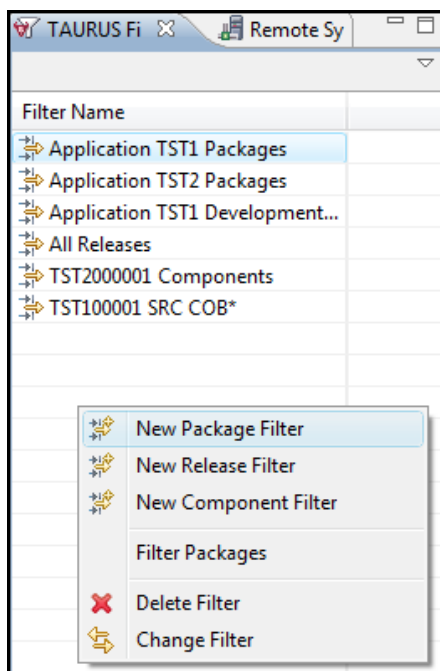 TAURUS Fi Remote Sy
Filter Name
Application TST1 Packages
Application TST2 Packages
Application TST1 Development...
All Releases
TST2000001 Components
TST100001 SRC COB*
New Package Filter
New Release Filter
New Component Filter
Filter Packages
Delete Filter
Change Filter